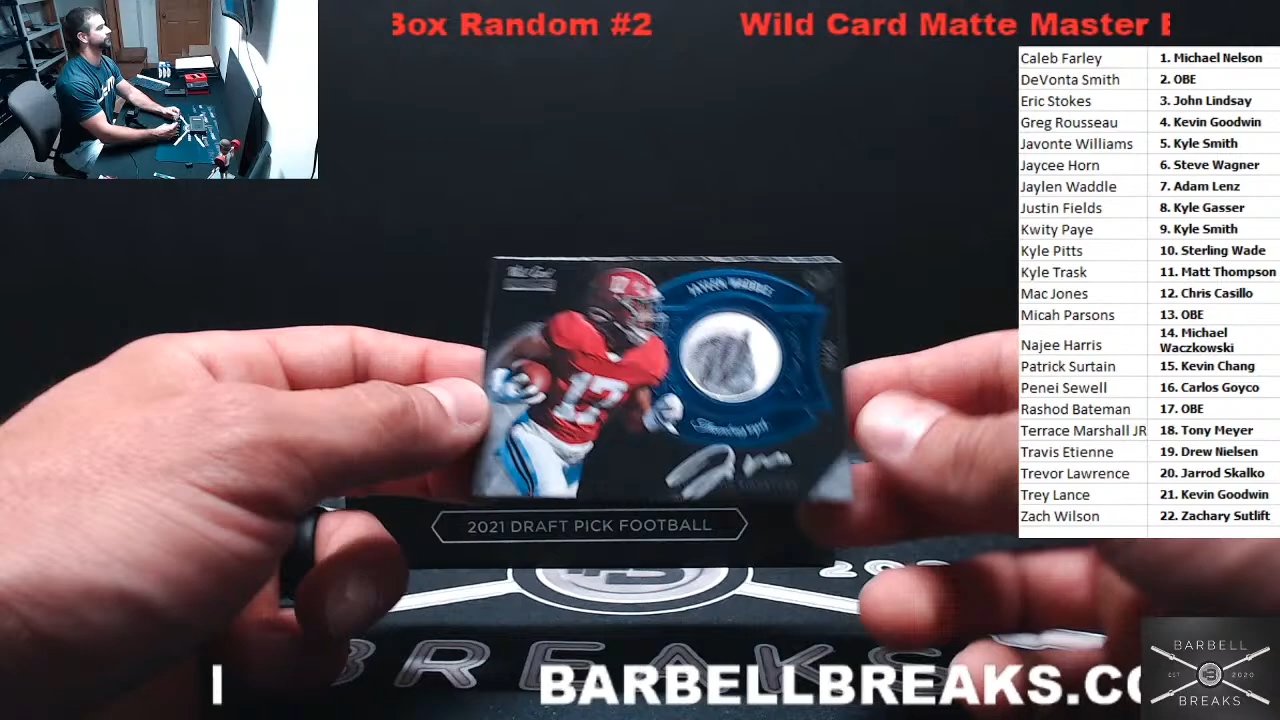 Box Random #2 Wild Card Matte Master B
Caleb Farley 1. Michael Nelson
DeVonta Smith 2. OBE
Eric Stokes 3. John Lindsay
Greg Rousseau 4. Kevin Goodwin
Javonte Williams 5. Kyle Smith
Jaycee Horn 6. Steve Wagner
Jaylen Waddle 7. Adam Lenz
Justin Fields 8. Kyle Gasser
Kwity Paye 9. Kyle Smith
Kyle Pitts 10. Sterling Wade
Kyle Trask 11. Matt Thompson
Mac Jones 12. Chris Casillo
Micah Parsons 13. OBE
Najee Harris 14. Michael Waczkowski
Patrick Surtain 15. Kevin Chang
Penei Sewell 16. Carlos Goyco
Rashod Bateman 17. OBE
Terrace Marshall JR 18. Tony Meyer
Travis Etienne 19. Drew Nielsen
Trevor Lawrence 20. Jarrod Skalko
Trey Lance 21. Kevin Goodwin
Zach Wilson 22. Zachary Sutlift
Wild Card
JAYLEN WADDLE
17
2021 DRAFT PICK FOOTBALL
BREAKS
I BARBELLBREAKS.CO
BARBELL
EST 2020
BREAKS